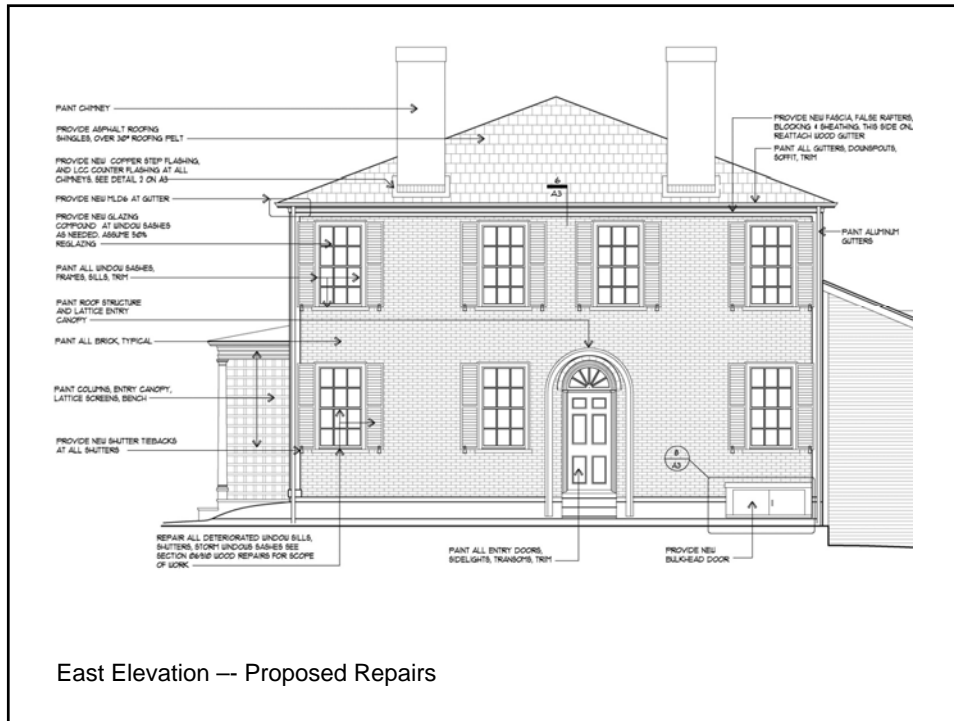 PAINT CHIMNEY
PROVIDE ASPHALT ROOFING
SHINGLES, OVER 30# ROOFING FELT
PROVIDE NEW COPPER STEP FLASHING,
AND LCC COUNTER FLASHING AT ALL
CHIMNEYS. SEE DETAIL 2 ON A3
PROVIDE NEW MLDG AT GUTTER
PROVIDE NEW GLAZING
COMPOUND AT WINDOW SASHES
AS NEEDED, ASSUME 50%
REGLAZING
PAINT ALL WINDOW SASHES,
FRAMES, SILLS, TRIM
PAINT ROOF STRUCTURE
AND LATTICE ENTRY
CANOPY
PAINT ALL BRICK, TYPICAL
PAINT COLUMNS, ENTRY CANOPY,
LATTICE SCREENS, BENCH
PROVIDE NEW SHUTTER TIEBACKS
AT ALL SHUTTERS
REPAIR ALL DETERIORATED WINDOW SILLS,
SHUTTERS, STORM WINDOWS SASHES SEE
SECTION 06910 WOOD REPAIRS FOR SCOPE
OF WORK
6
A3
PROVIDE NEW FASCIA, FALSE RAFTERS,
BLOCKING & SHEATHING, THIS SIDE ONL
REATTACH WOOD GUTTER
PAINT ALL GUTTERS, DOWNSPOUTS,
SOFFIT, TRIM
PAINT ALUMINUM
GUTTERS
8
A3
PAINT ALL ENTRY DOORS,
SIDELIGHTS, TRANSOMS, TRIM
PROVIDE NEW
BULKHEAD DOOR
East Elevation –- Proposed Repairs